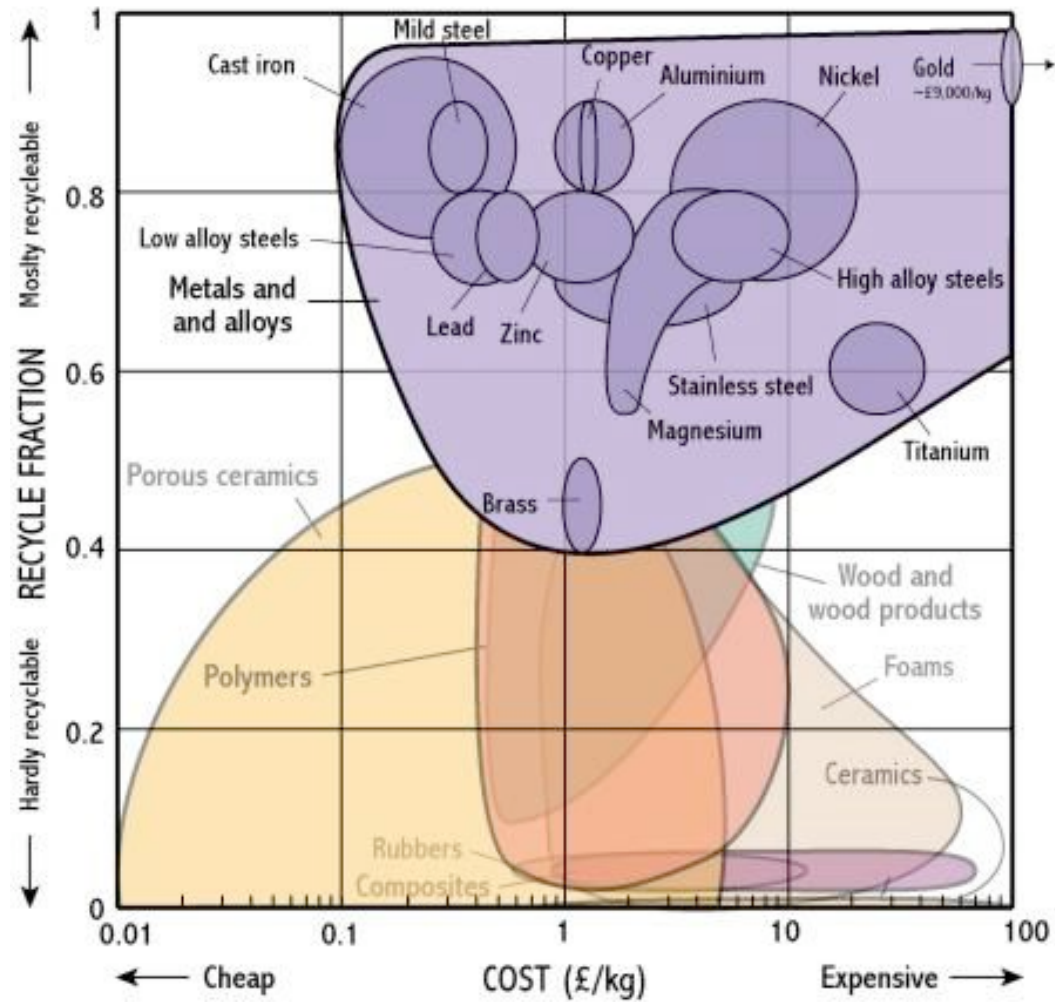 1
0.8
0.6
0.4
0.2
0
Mostly recycleable
RECYCLE FRACTION
Hardly recyclable
Mild steel
Cast iron
Copper
Aluminium
Nickel
Gold
~£9,000/kg
Low alloy steels
Metals and
and alloys
Lead
Zinc
High alloy steels
Stainless steel
Magnesium
Titanium
Brass
Porous ceramics
Wood and
wood products
Polymers
Foams
Ceramics
Rubbers
Composites
0.01
0.1
1
10
100
Cheap
COST (£/kg)
Expensive